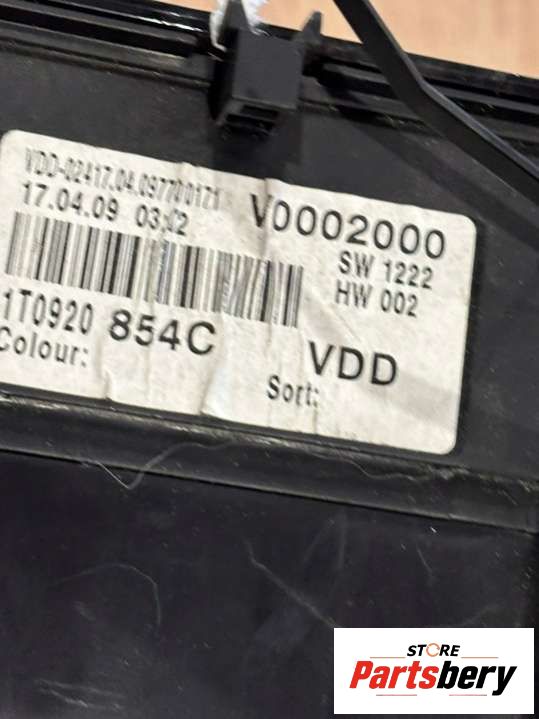 VDD-02417.04.097700171
17.04.09 03:02
V0002000
SW 1222
HW 002
1T0920 854C
VDD
Colour:
Sort:
STORE
Partsbery